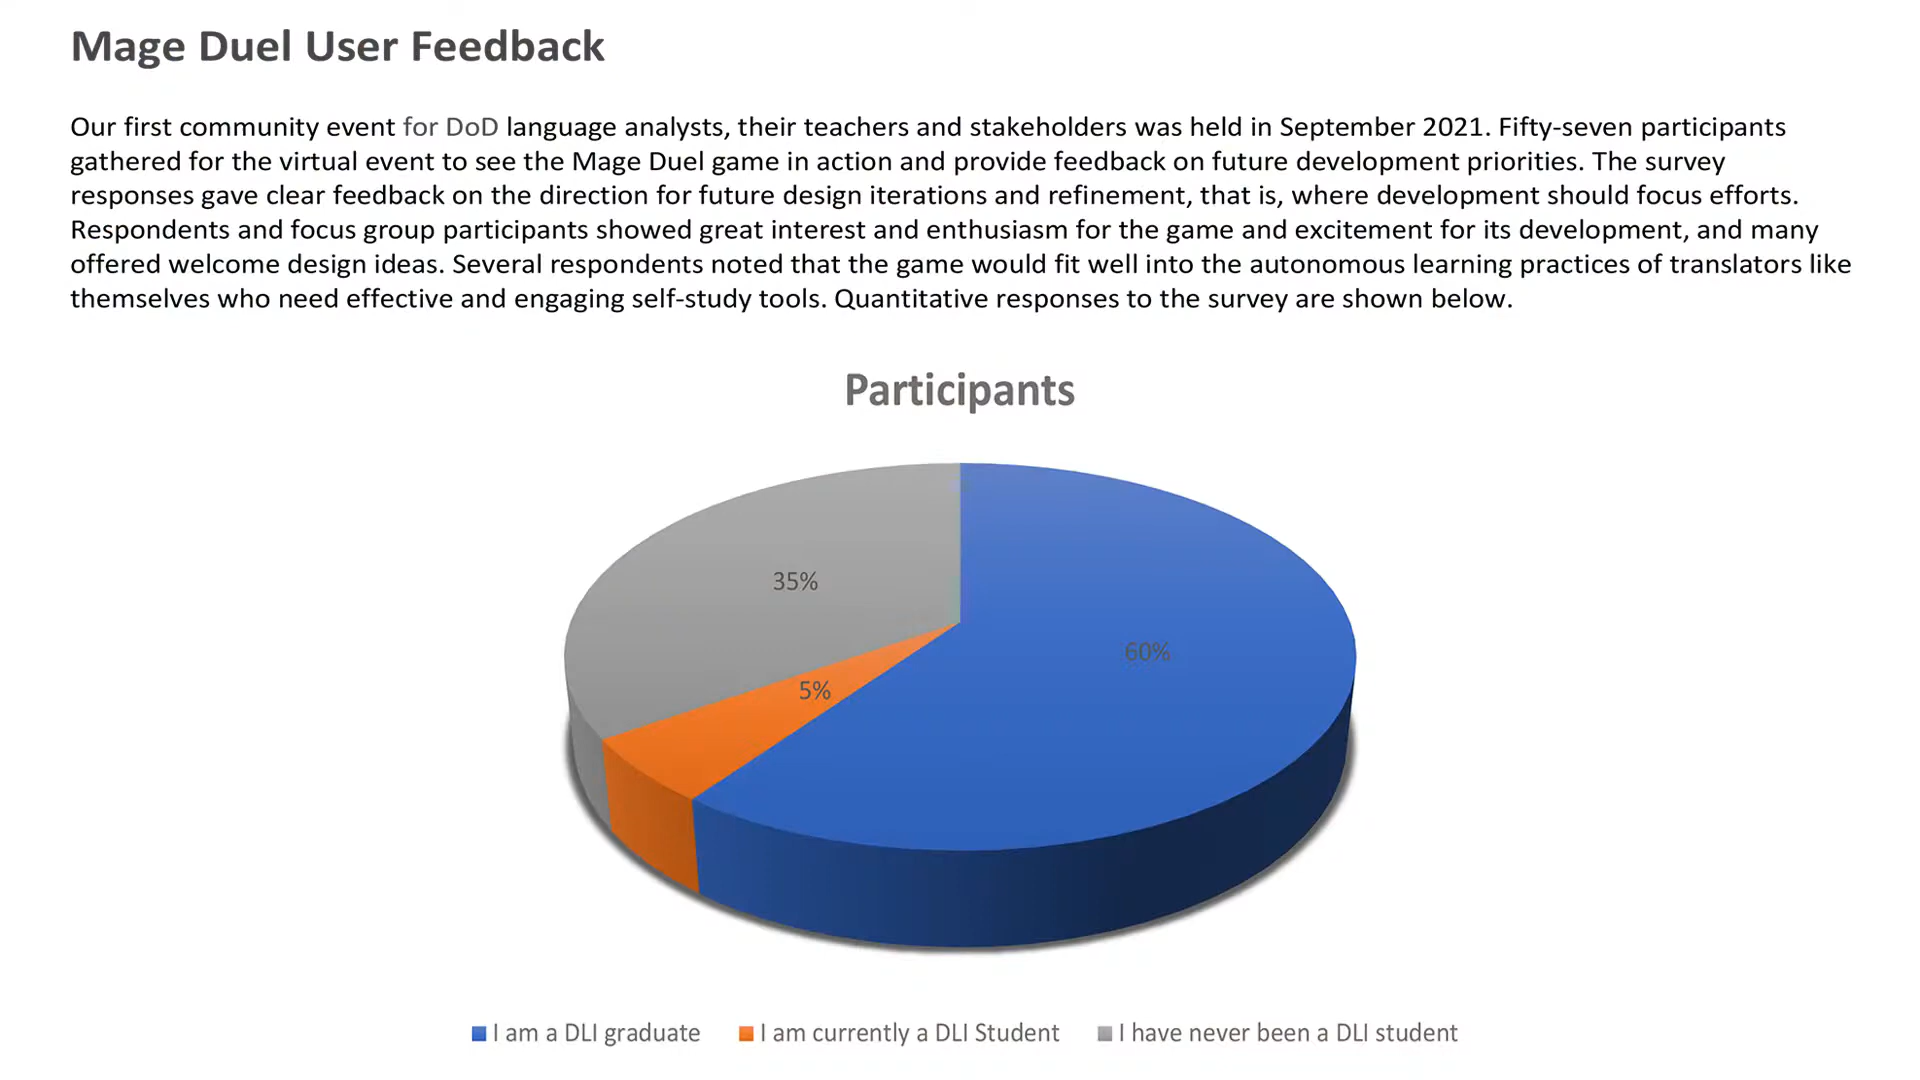 Mage Duel User Feedback
Our first community event for DoD language analysts, their teachers and stakeholders was held in September 2021. Fifty-seven participants
gathered for the virtual event to see the Mage Duel game in action and provide feedback on future development priorities. The survey
responses gave clear feedback on the direction for future design iterations and refinement, that is, where development should focus efforts.
Respondents and focus group participants showed great interest and enthusiasm for the game and excitement for its development, and many
offered welcome design ideas. Several respondents noted that the game would fit well into the autonomous learning practices of translators like
themselves who need effective and engaging self-study tools. Quantitative responses to the survey are shown below.
Participants
35%
60%
5%
I am a DLI graduate
I am currently a DLI Student
I have never been a DLI student